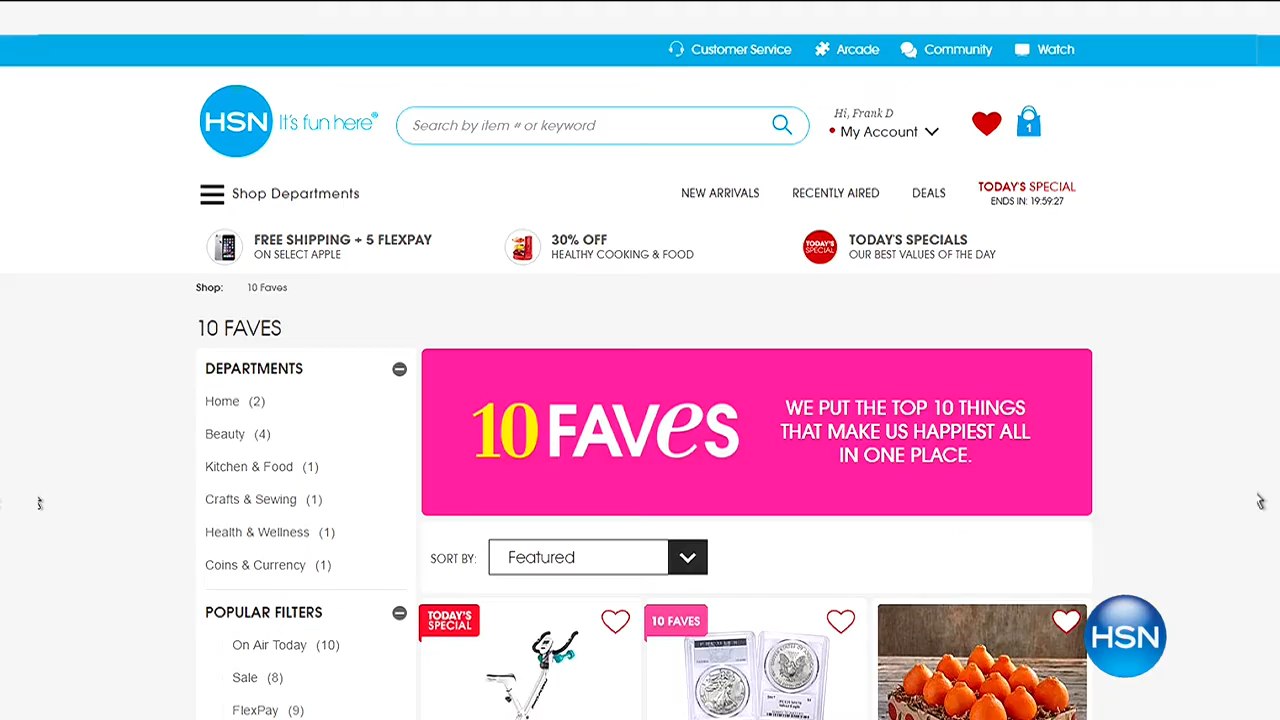 Customer Service Arcade Community Watch
HSN It's fun here®
Search by item # or keyword
Hi, Frank D
My Account
1
Shop Departments
NEW ARRIVALS RECENTLY AIRED DEALS
TODAY'S SPECIAL
ENDS IN: 19:59:27
FREE SHIPPING + 5 FLEXPAY
ON SELECT APPLE
30% OFF
HEALTHY COOKING & FOOD
TODAY'S
SPECIAL
TODAY'S SPECIALS
OUR BEST VALUES OF THE DAY
Shop: 10 Faves
10 FAVES
DEPARTMENTS
Home (2)
Beauty (4)
Kitchen & Food (1)
Crafts & Sewing (1)
Health & Wellness (1)
Coins & Currency (1)
POPULAR FILTERS
On Air Today (10)
Sale (8)
FlexPay (9)
10 FAVeS
WE PUT THE TOP 10 THINGS
THAT MAKE US HAPPIEST ALL
IN ONE PLACE.
SORT BY: Featured
TODAY'S
SPECIAL
10 FAVES
HSN